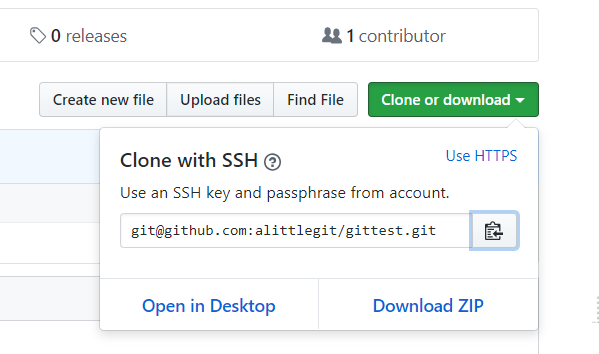 0 releases
1 contributor
Create new file
Upload files
Find File
Clone or download
Clone with SSH
Use HTTPS
Use an SSH key and passphrase from account.
git@github.com:alittlegit/gittest.git
Open in Desktop
Download ZIP